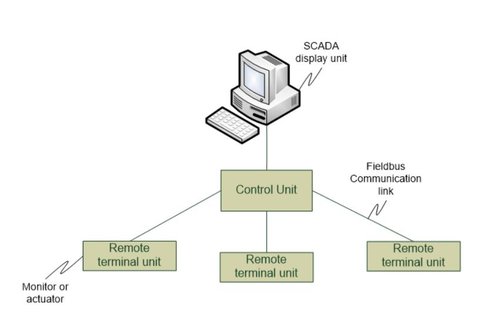 SCADA
display unit
Fieldbus
Communication
link
Control Unit
Remote
terminal unit
Remote
terminal unit
Remote
terminal unit
Monitor or
actuator